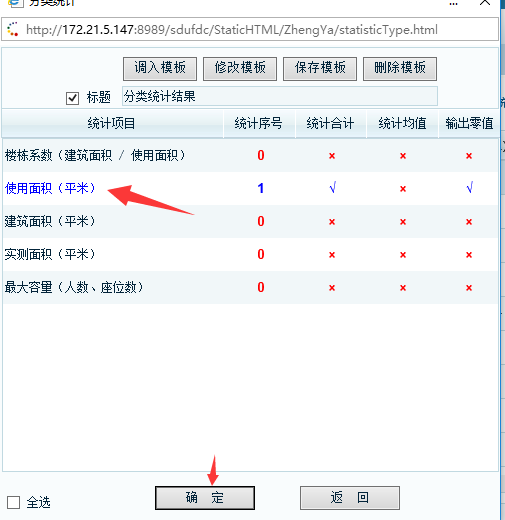 分类统计
http://172.21.5.147:8989/sdufdc/StaticHTML/ZhengYa/statisticType.html
调入模板 修改模板 保存模板 删除模板
标题 分类统计结果
统计项目 统计序号 统计合计 统计均值 输出零值
楼栋系数（建筑面积 / 使用面积） 0 × × ×
使用面积（平米） 1 √ × √
建筑面积（平米） 0 × × ×
实测面积（平米） 0 × × ×
最大容量（人数、座位数） 0 × × ×
全选 确 定 返 回